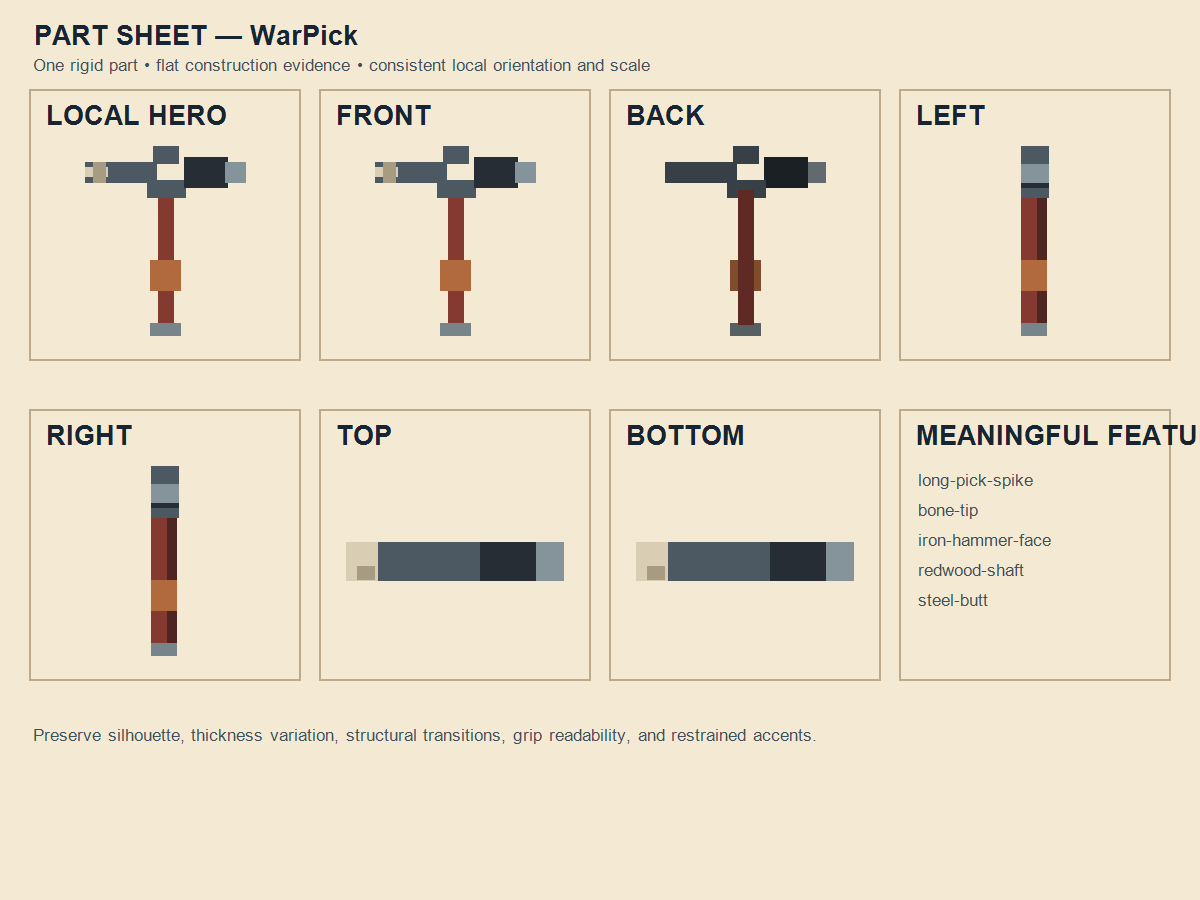 PART SHEET — WarPick
One rigid part • flat construction evidence • consistent local orientation and scale
LOCAL HERO
FRONT
BACK
LEFT
RIGHT
TOP
BOTTOM
MEANINGFUL FEATU
long-pick-spike
bone-tip
iron-hammer-face
redwood-shaft
steel-butt
Preserve silhouette, thickness variation, structural transitions, grip readability, and restrained accents.